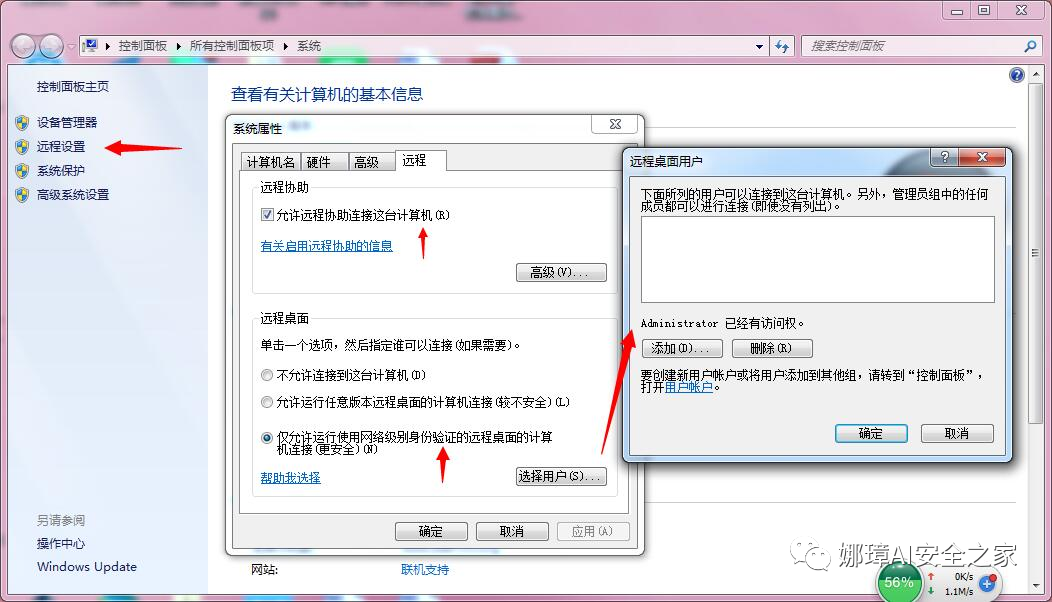 控制面板 ▸ 所有控制面板项 ▸ 系统
搜索控制面板
控制面板主页
设备管理器
远程设置
系统保护
高级系统设置
另请参阅
操作中心
Windows Update
查看有关计算机的基本信息
系统属性
计算机名 硬件 高级 远程
远程协助
允许远程协助连接这台计算机(R)
有关启用远程协助的信息
高级(V)...
远程桌面
单击一个选项，然后指定谁可以连接(如果需要)。
不允许连接到这台计算机(D)
允许运行任意版本远程桌面的计算机连接(较不安全)(L)
仅允许运行使用网络级别身份验证的远程桌面的计算
机连接(更安全)(N)
帮助我选择
选择用户(S)...
确定 取消 应用(A)
网站:
联机支持
远程桌面用户
下面所列的用户可以连接到这台计算机。另外，管理员组中的任何
成员都可以进行连接(即使没有列出)。
Administrator 已经有访问权。
添加(D)... 删除(R)
要创建新用户帐户或将用户添加到其他组，请转到“控制面板”，
打开用户帐户。
确定 取消
娜璋AI安全之家
56%
0K/s
1.1M/s